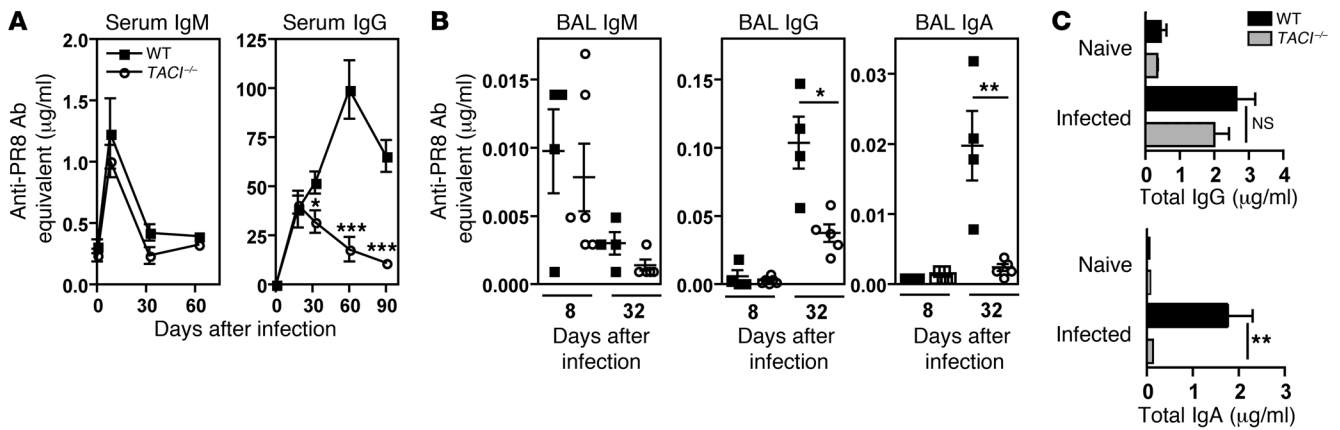 A
Serum IgM
Serum IgG
Anti-PR8 Ab
equivalent (µg/ml)
2.0
1.5
1.0
0.5
0.0
WT
TACI–/–
0
30
60
125
100
75
50
25
0
*
***
***
0
30
60
90
Days after infection
B
BAL IgM
BAL IgG
BAL IgA
Anti-PR8 Ab
equivalent (µg/ml)
0.015
0.010
0.005
0.000
8
32
Days after
infection
0.15
0.10
0.05
0.00
*
8
32
Days after
infection
0.03
0.02
0.01
0.00
**
8
32
Days after
infection
C
WT
TACI–/–
Naive
Infected
NS
0
1
2
3
4
Total IgG (µg/ml)
Naive
Infected
**
0
1
2
3
Total IgA (µg/ml)